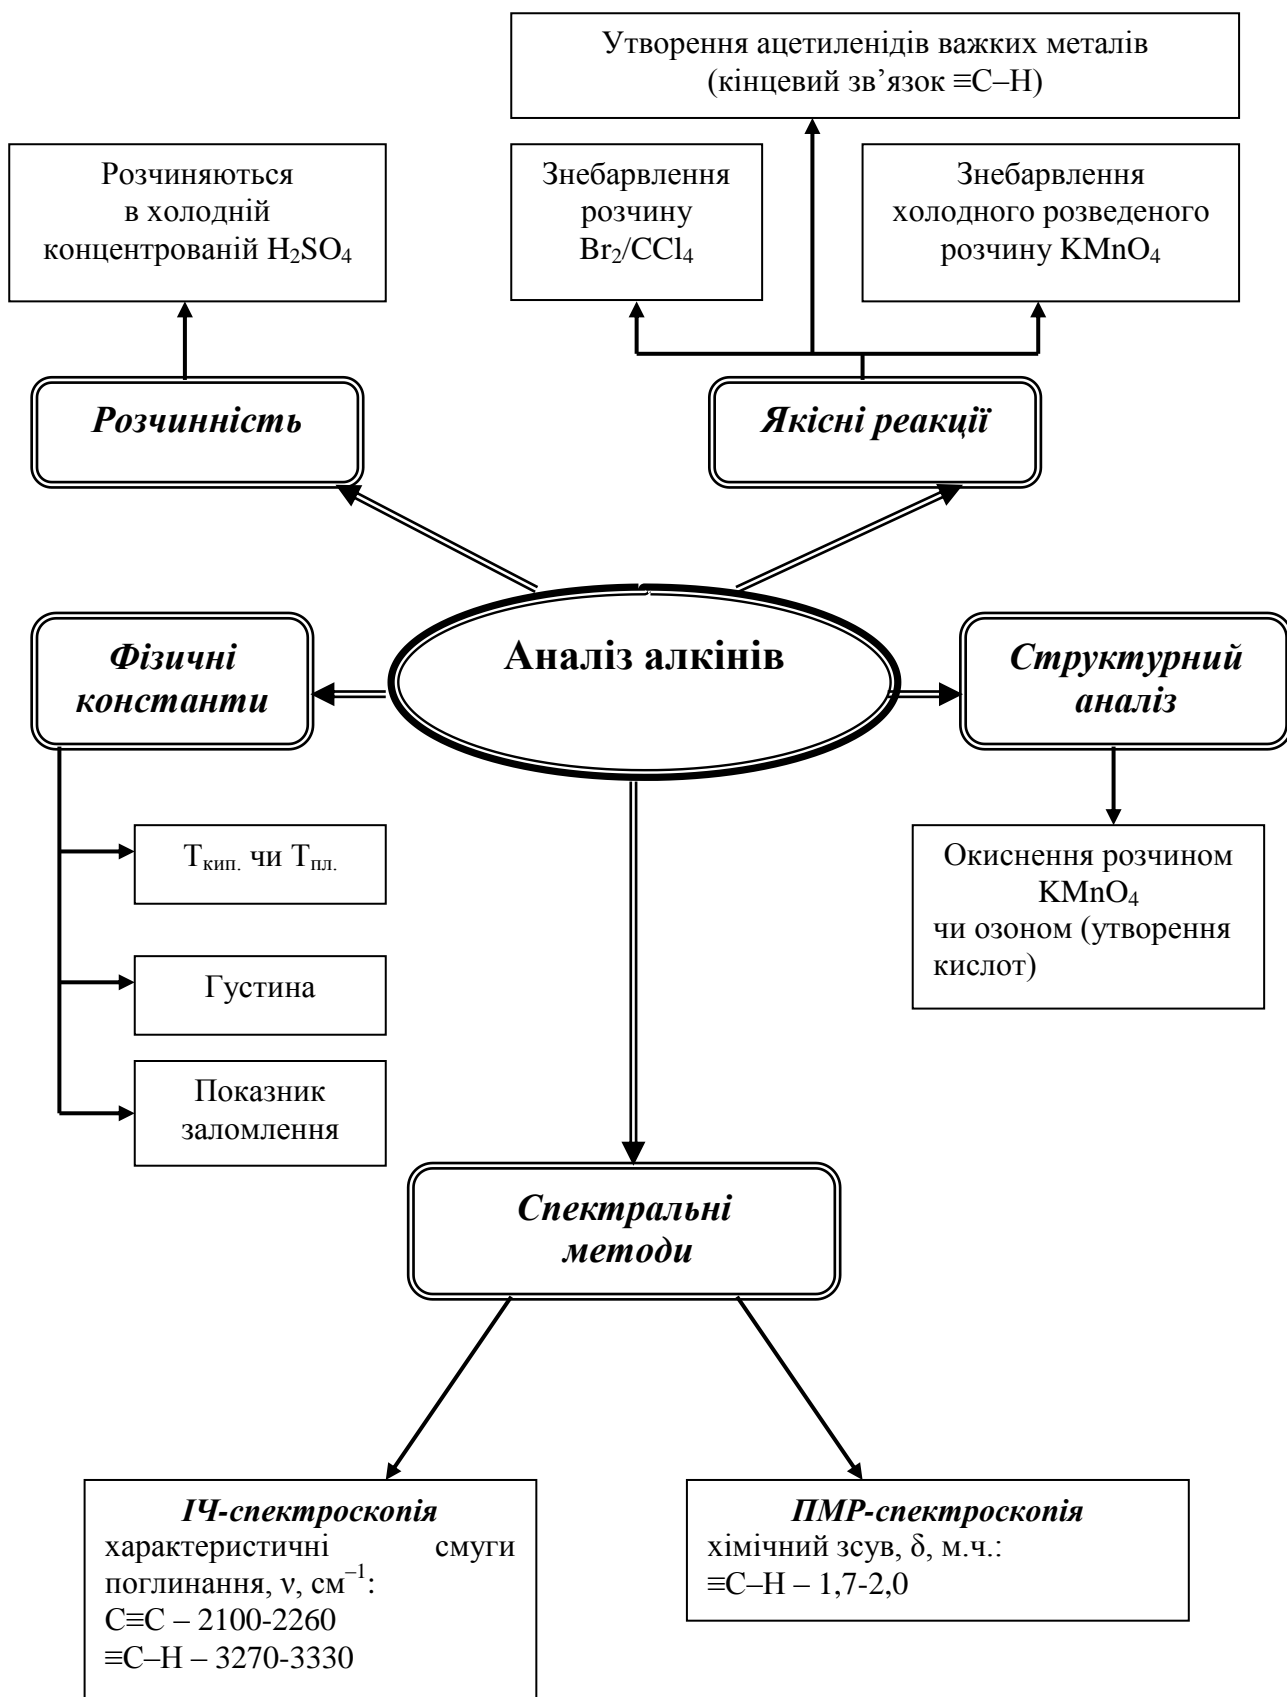 Утворення ацетиленідів важких металів
(кінцевий зв’язок ≡C–H)
Розчиняються
в холодній
концентрованій H₂SO₄
Знебарвлення
розчину
Br₂/CCl₄
Знебарвлення
холодного розведеного
розчину KMnO₄
Розчинність
Якісні реакції
Аналіз алкінів
Фізичні
константи
Структурний
аналіз
Ткип. чи Тпл.
Густина
Показник
заломлення
Окиснення розчином
KMnO₄
чи озоном (утворення
кислот)
Спектральні
методи
ІЧ-спектроскопія
характеристичні смуги
поглинання, ν, см⁻¹:
C≡C – 2100-2260
≡C–H – 3270-3330
ПМР-спектроскопія
хімічний зсув, δ, м.ч.:
≡C–H – 1,7-2,0